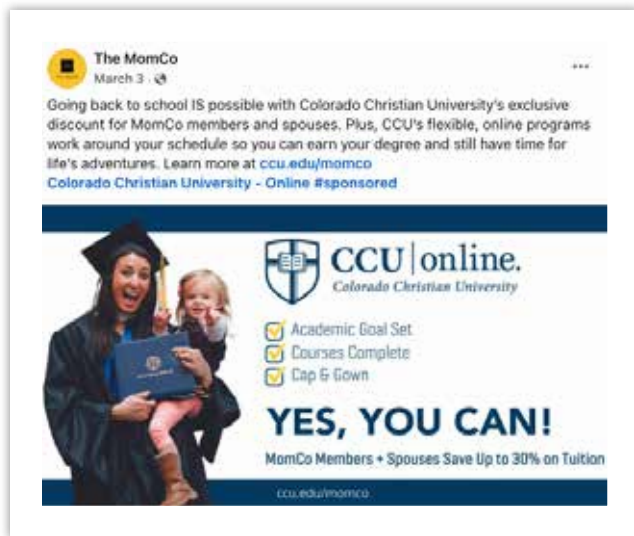 The MomCo
March 3 ·
Going back to school IS possible with Colorado Christian University's exclusive
discount for MomCo members and spouses. Plus, CCU's flexible, online programs
work around your schedule so you can earn your degree and still have time for
life's adventures. Learn more at ccu.edu/momco
Colorado Christian University - Online #sponsored
CCU | online.
Colorado Christian University
Academic Goal Set
Courses Complete
Cap & Gown
YES, YOU CAN!
MomCo Members + Spouses Save Up to 30% on Tuition
ccu.edu/momco